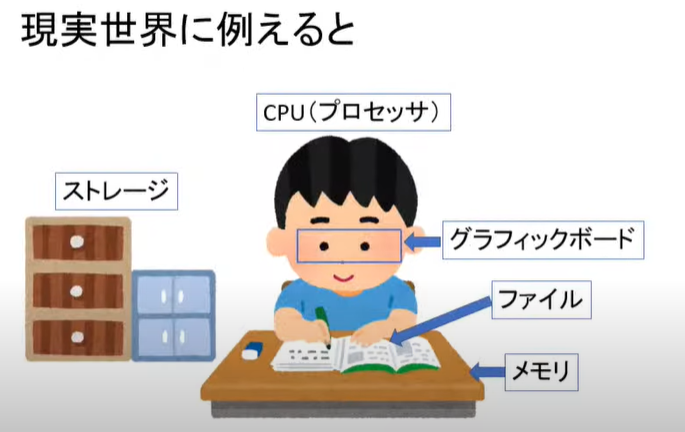 現実世界に例えると
CPU(プロセッサ)
ストレージ
グラフィックボード
ファイル
メモリ